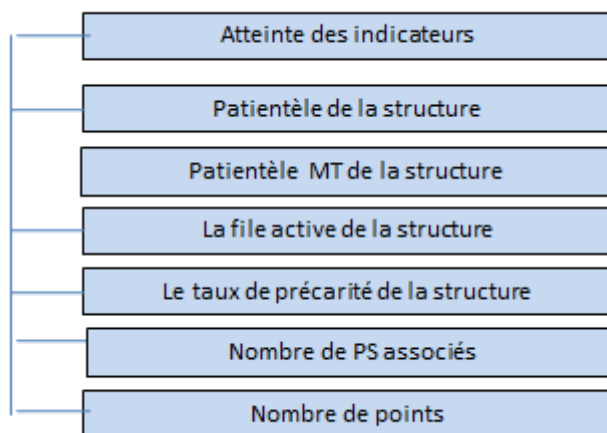 Atteinte des indicateurs
Patientèle de la structure
Patientèle MT de la structure
La file active de la structure
Le taux de précarité de la structure
Nombre de PS associés
Nombre de points